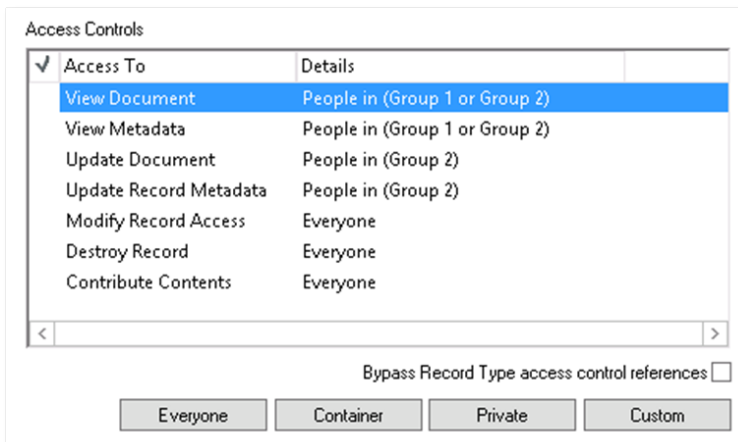 Access Controls
Access To Details
View Document People in (Group 1 or Group 2)
View Metadata People in (Group 1 or Group 2)
Update Document People in (Group 2)
Update Record Metadata People in (Group 2)
Modify Record Access Everyone
Destroy Record Everyone
Contribute Contents Everyone
Bypass Record Type access control references
Everyone Container Private Custom